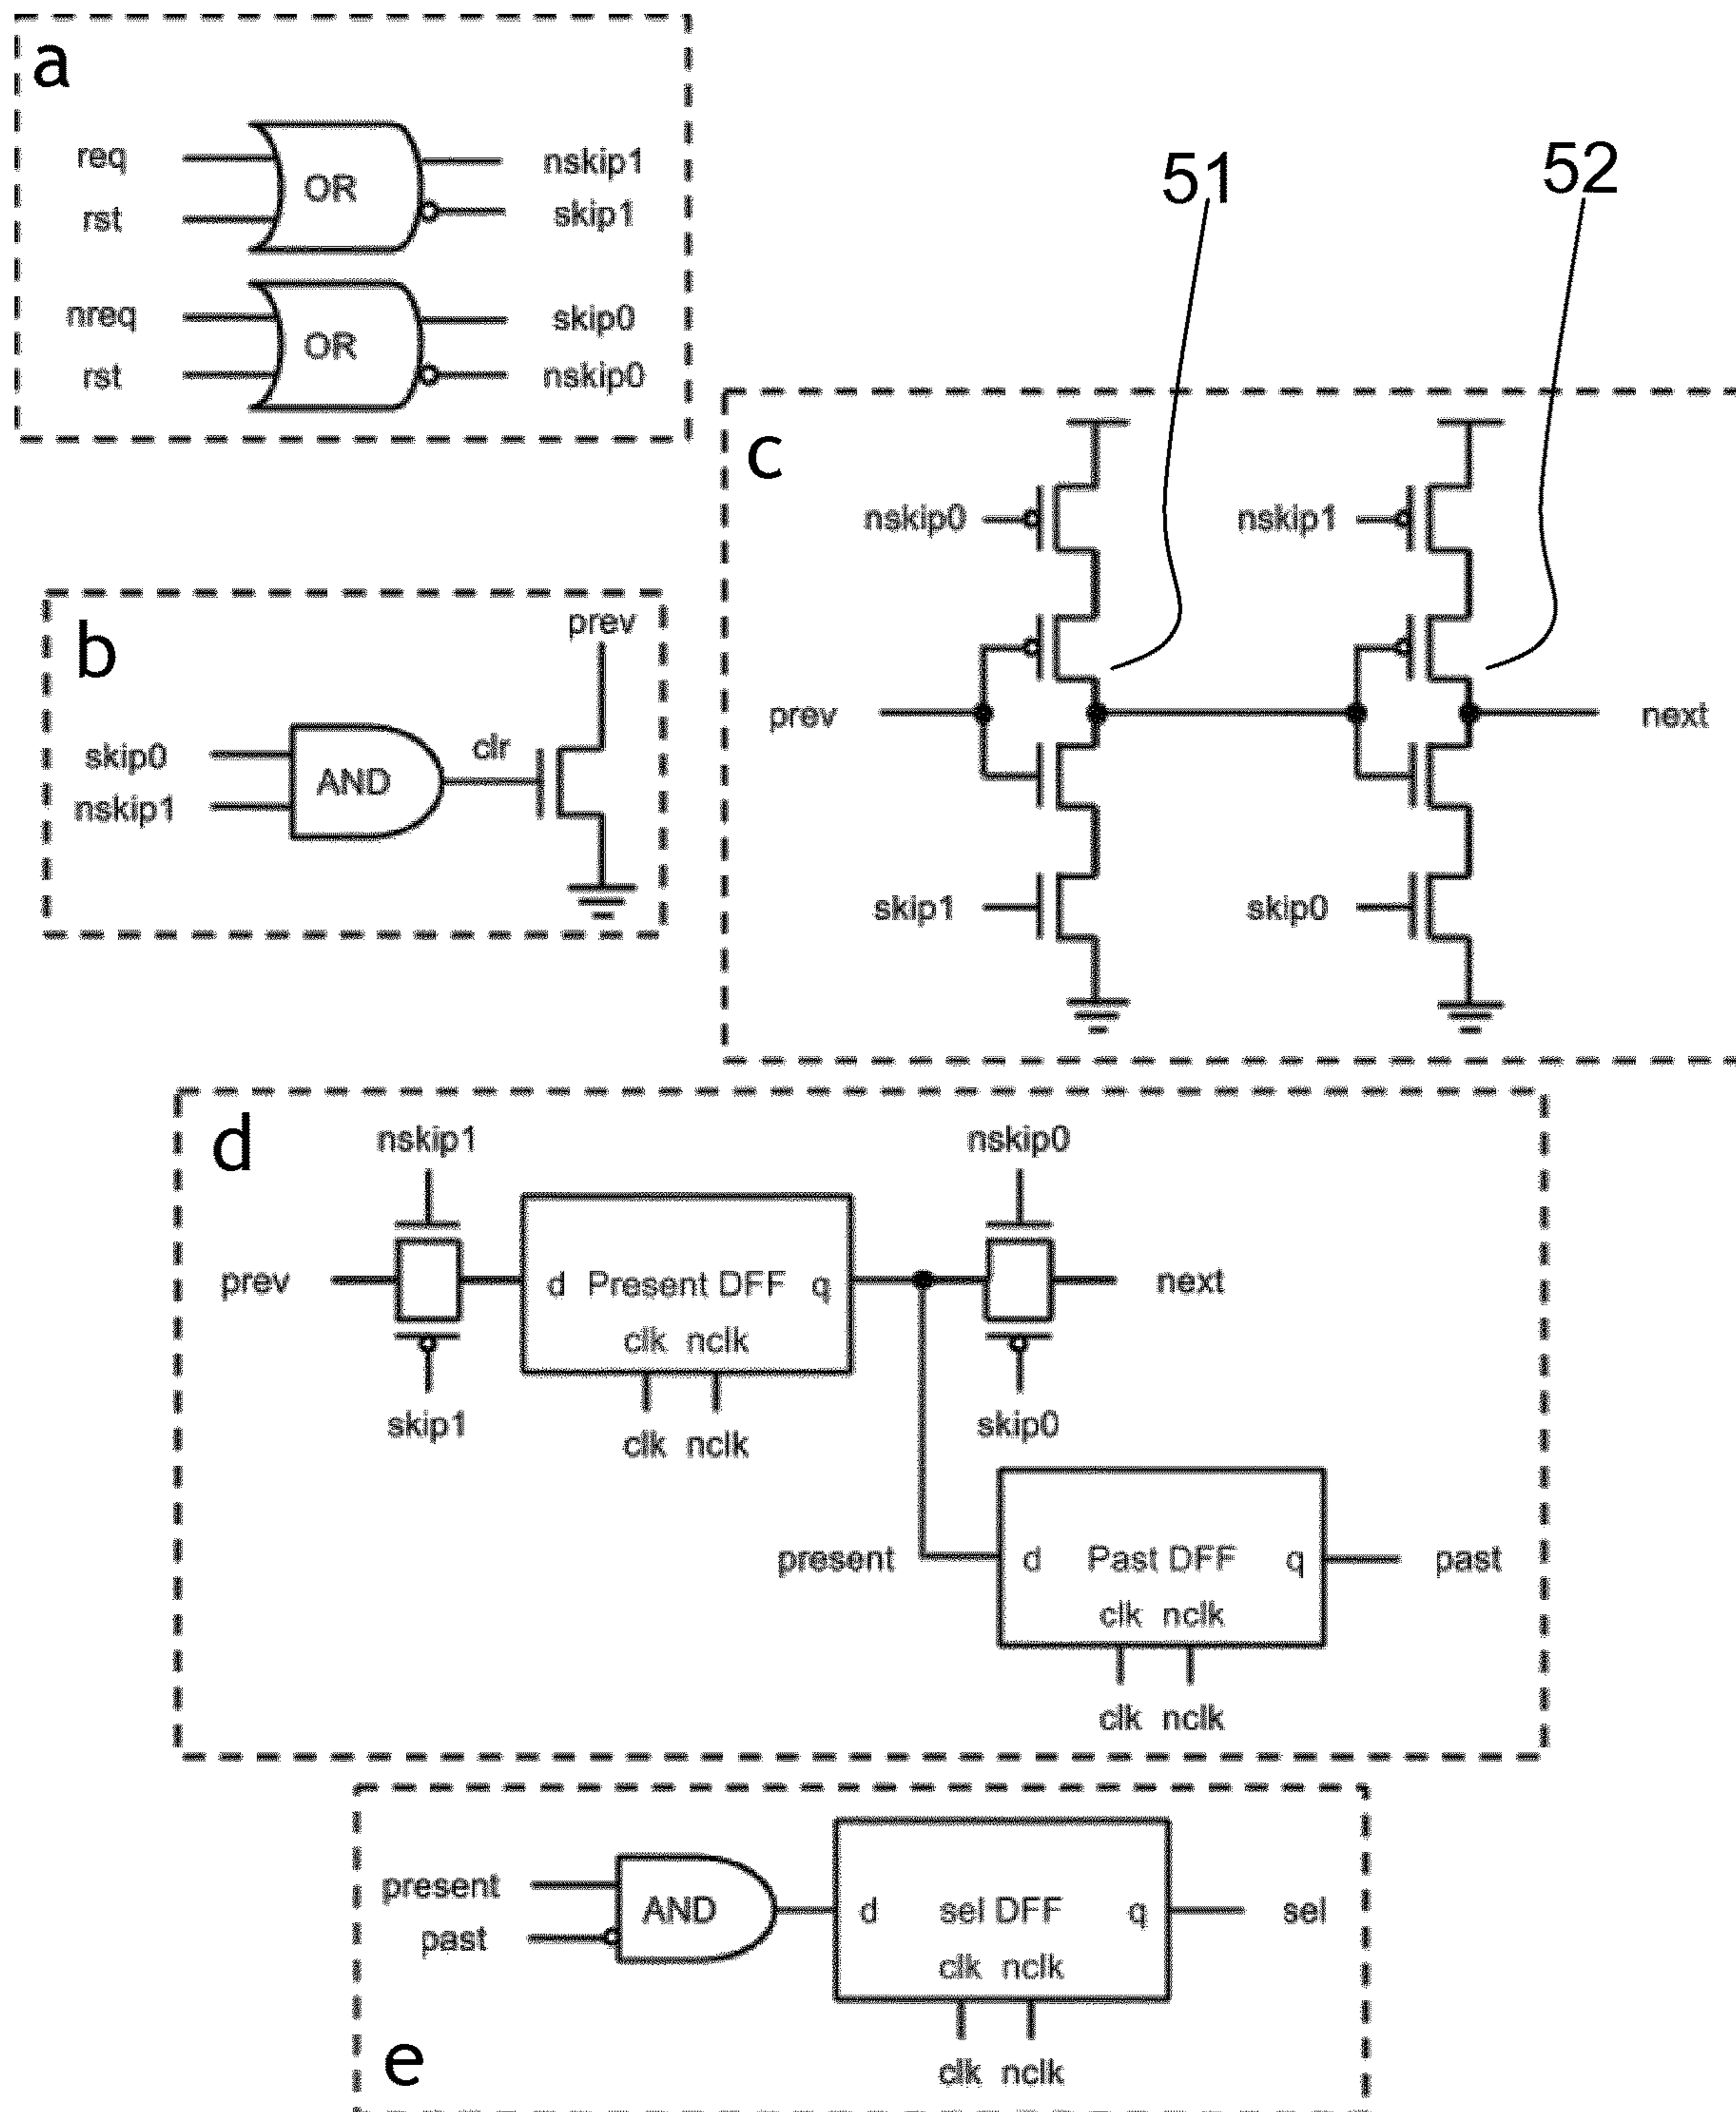 a
req
OR
nskip1
rst
skip1
nreq
OR
skip0
rst
nskip0
51
52
b
prev
skip0
AND
clr
nskip1
c
nskip0
nskip1
prev
next
skip1
skip0
d
nskip1
nskip0
prev
d Present DFF q
next
clk nclk
skip1
skip0
clk nclk
present
d Past DFF q
past
clk nclk
clk nclk
present
AND
past
d sel DFF q
sel
clk nclk
e
clk nclk